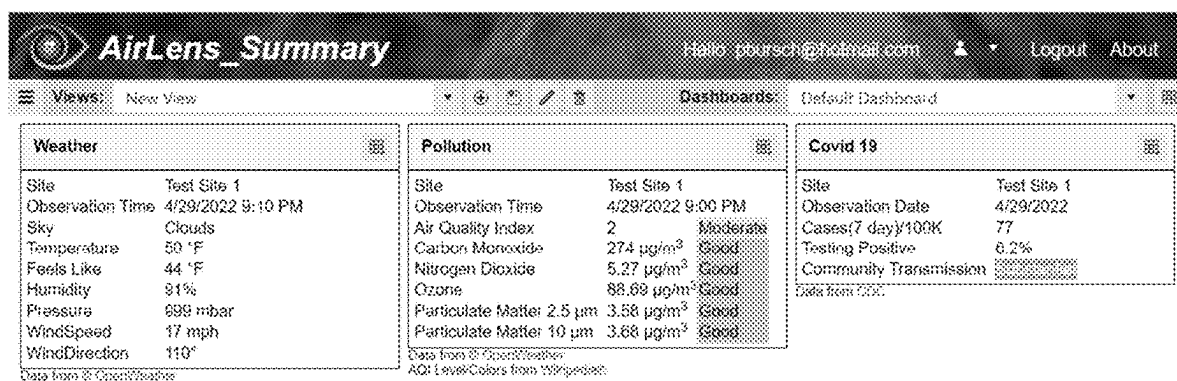 AirLens_Summary
Hello pbursch@hotmail.com Logout About
Views: New View Dashboards: Default Dashboard
Weather
Site Test Site 1
Observation Time 4/29/2022 9:10 PM
Sky Clouds
Temperature 50 °F
Feels Like 44 °F
Humidity 91%
Pressure 999 mbar
WindSpeed 17 mph
WindDirection 110°
Data from © OpenWeather
Pollution
Site Test Site 1
Observation Time 4/29/2022 9:00 PM
Air Quality Index 2 Moderate
Carbon Monoxide 274 µg/m³ Good
Nitrogen Dioxide 5.27 µg/m³ Good
Ozone 88.69 µg/m³ Good
Particulate Matter 2.5 µm 3.58 µg/m³ Good
Particulate Matter 10 µm 3.68 µg/m³ Good
Data from © OpenWeather
AQI Level/Colors from Wikipedia
Covid 19
Site Test Site 1
Observation Date 4/29/2022
Cases(7 day)/100K 77
Testing Positive 6.2%
Community Transmission
Data from CDC